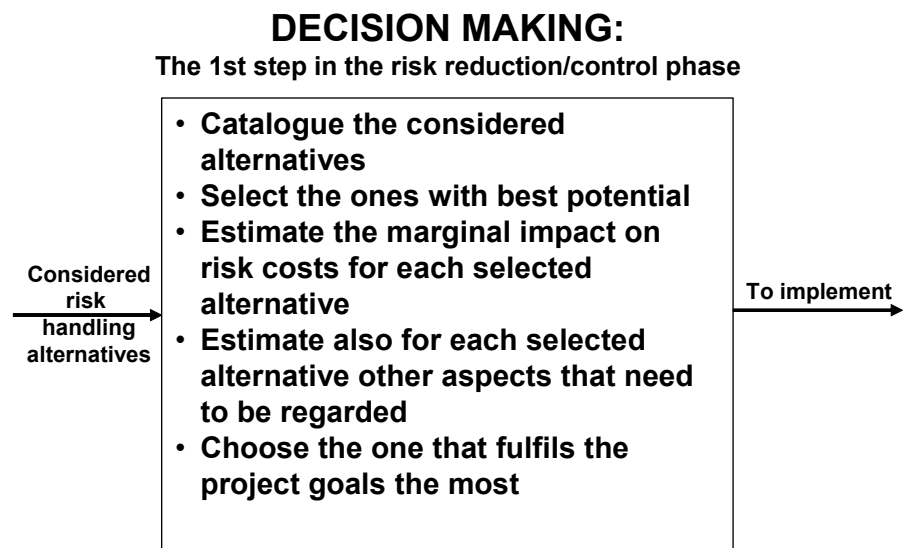 DECISION MAKING:
The 1st step in the risk reduction/control phase
• Catalogue the considered
alternatives
• Select the ones with best potential
• Estimate the marginal impact on
risk costs for each selected
alternative
• Estimate also for each selected
alternative other aspects that need
to be regarded
• Choose the one that fulfils the
project goals the most
Considered
risk
handling
alternatives
To implement